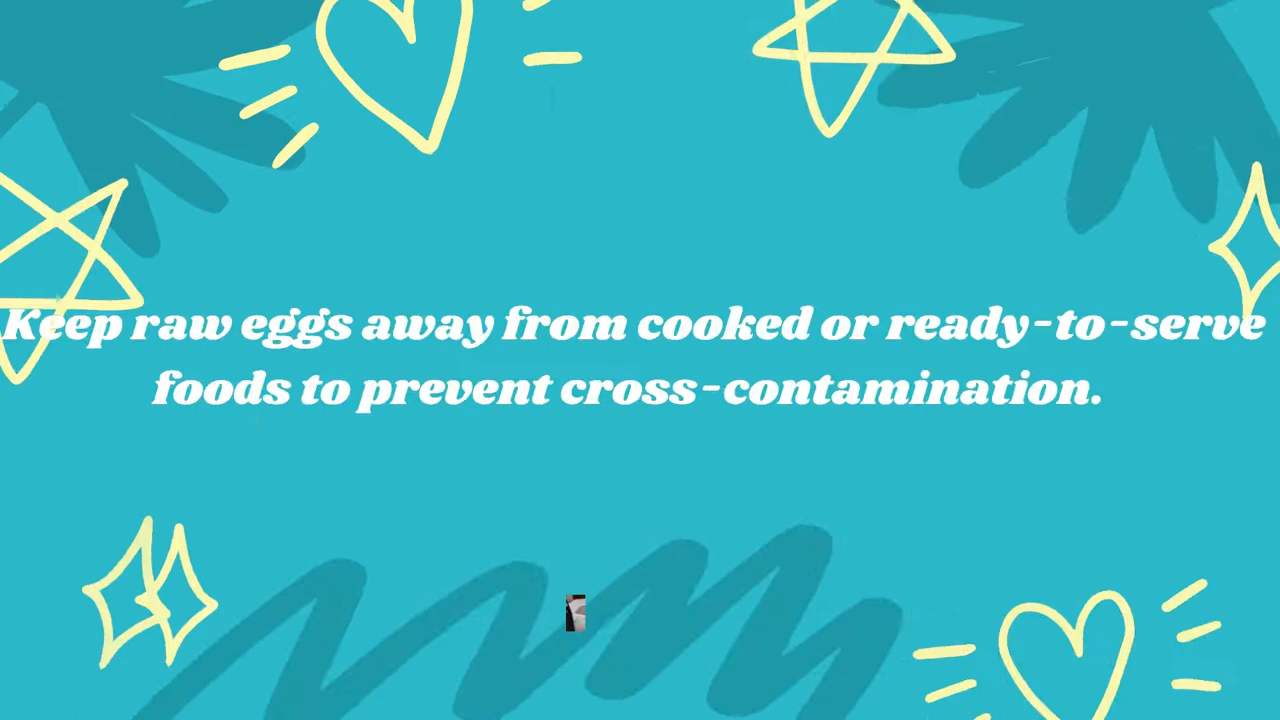 Keep raw eggs away from cooked or ready-to-serve
foods to prevent cross-contamination.